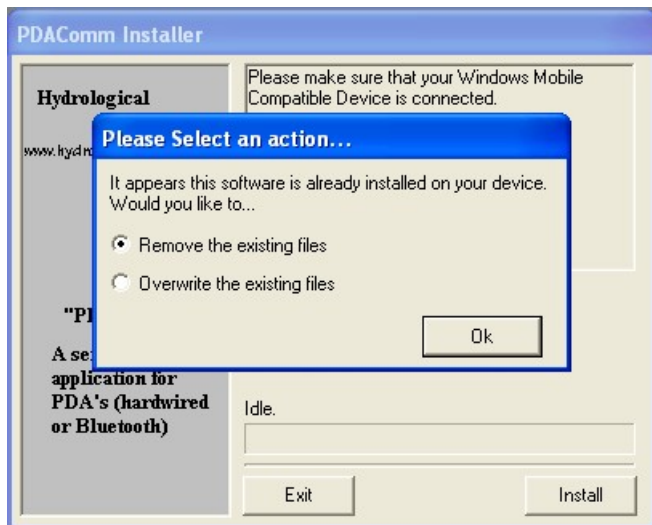 PDAComm Installer
Hydrological
Please make sure that your Windows Mobile
Compatible Device is connected.
Please Select an action...
It appears this software is already installed on your device.
Would you like to...
Remove the existing files
Overwrite the existing files
Ok
application for
PDA's (hardwired
or Bluetooth)
Idle.
Exit
Install